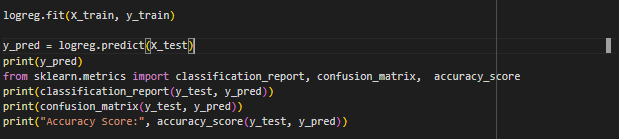 logreg.fit(X_train, y_train)
y_pred = logreg.predict(X_test)
print(y_pred)
from sklearn.metrics import classification_report, confusion_matrix,  accuracy_score
print(classification_report(y_test, y_pred))
print(confusion_matrix(y_test, y_pred))
print("Accuracy Score:", accuracy_score(y_test, y_pred))